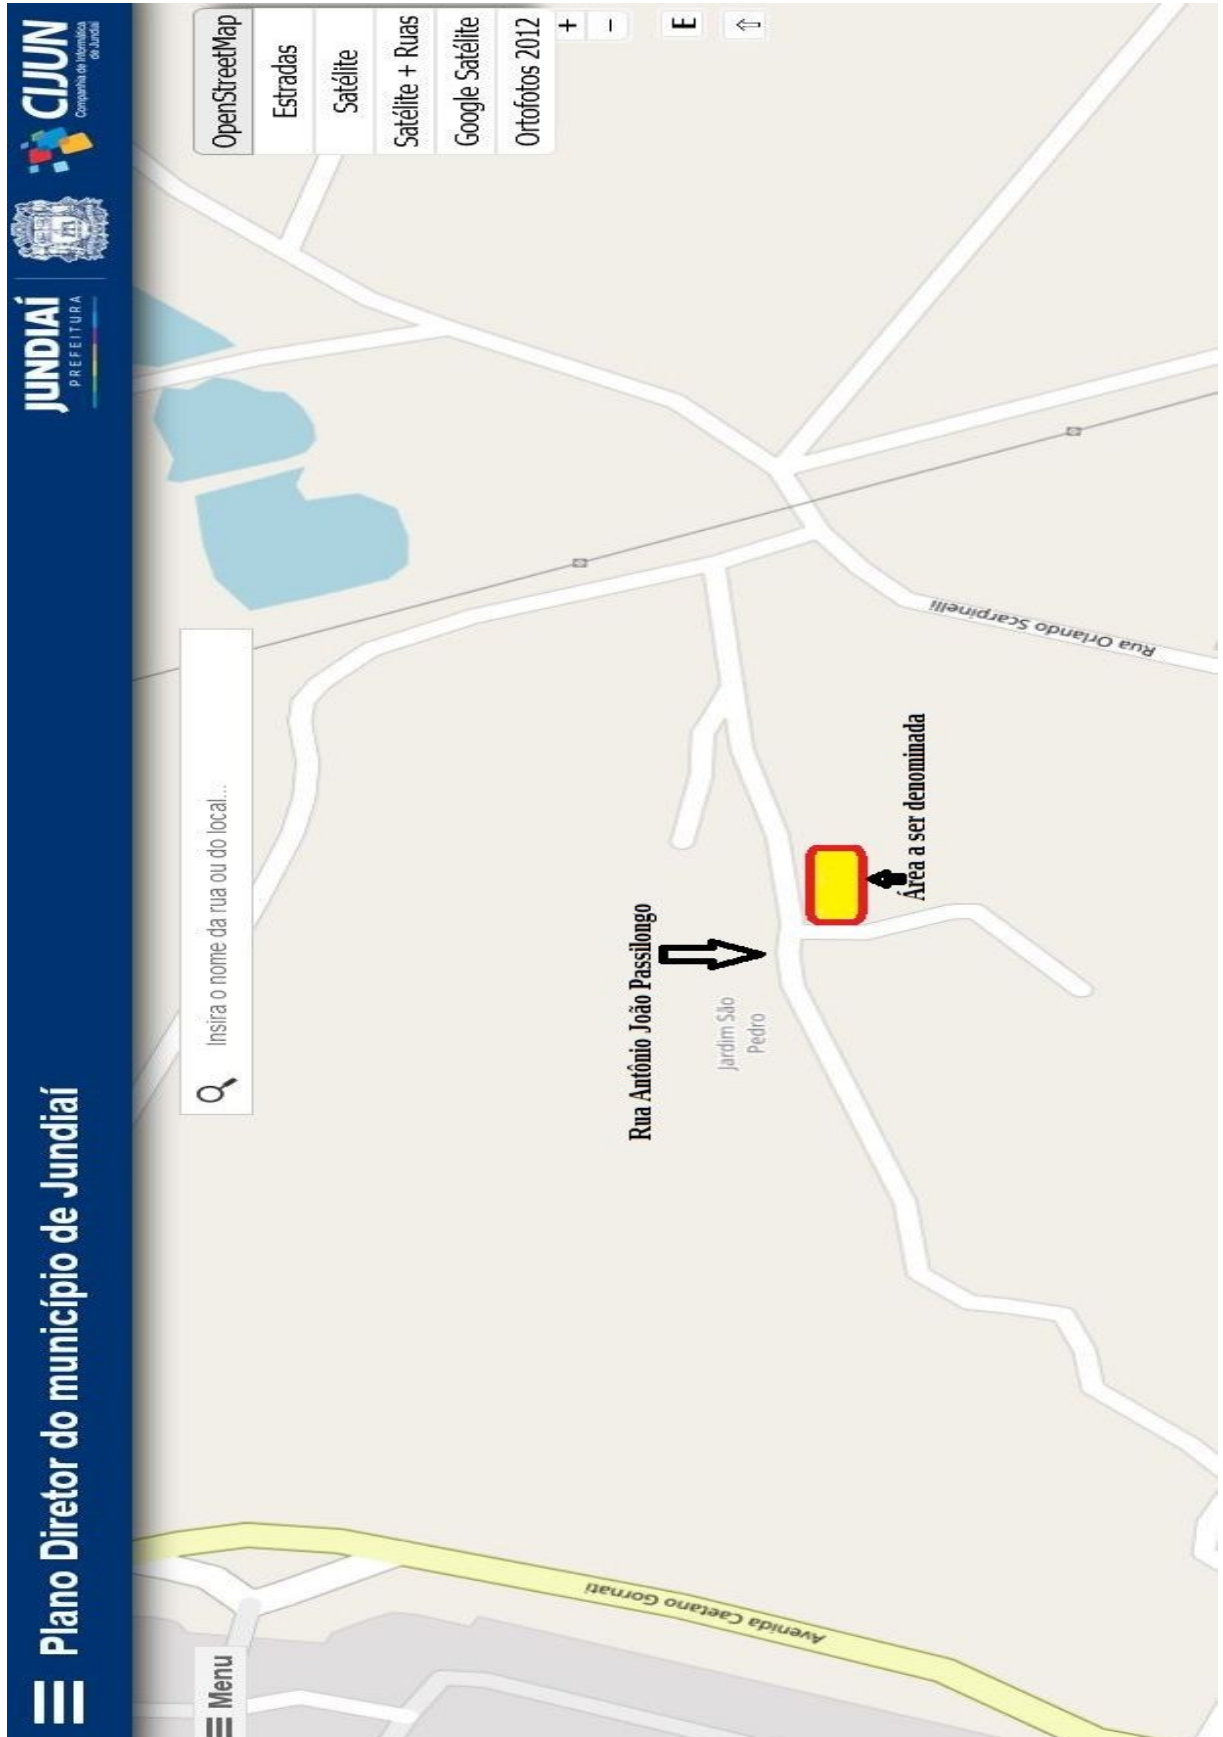 Plano Diretor do município de Jundiaí
JUNDIAÍ
PREFEITURA
CIJUN
Companhia de Informática
de Jundiaí
Menu
Insira o nome da rua ou do local...
OpenStreetMap
Estradas
Satélite
Satélite + Ruas
Google Satélite
Ortofotos 2012
+
−
E
⇧
Rua Antônio João Passilongo
Jardim São
Pedro
Área a ser denominada
Rua Orlando Scarpinelli
Avenida Caetano Gornati